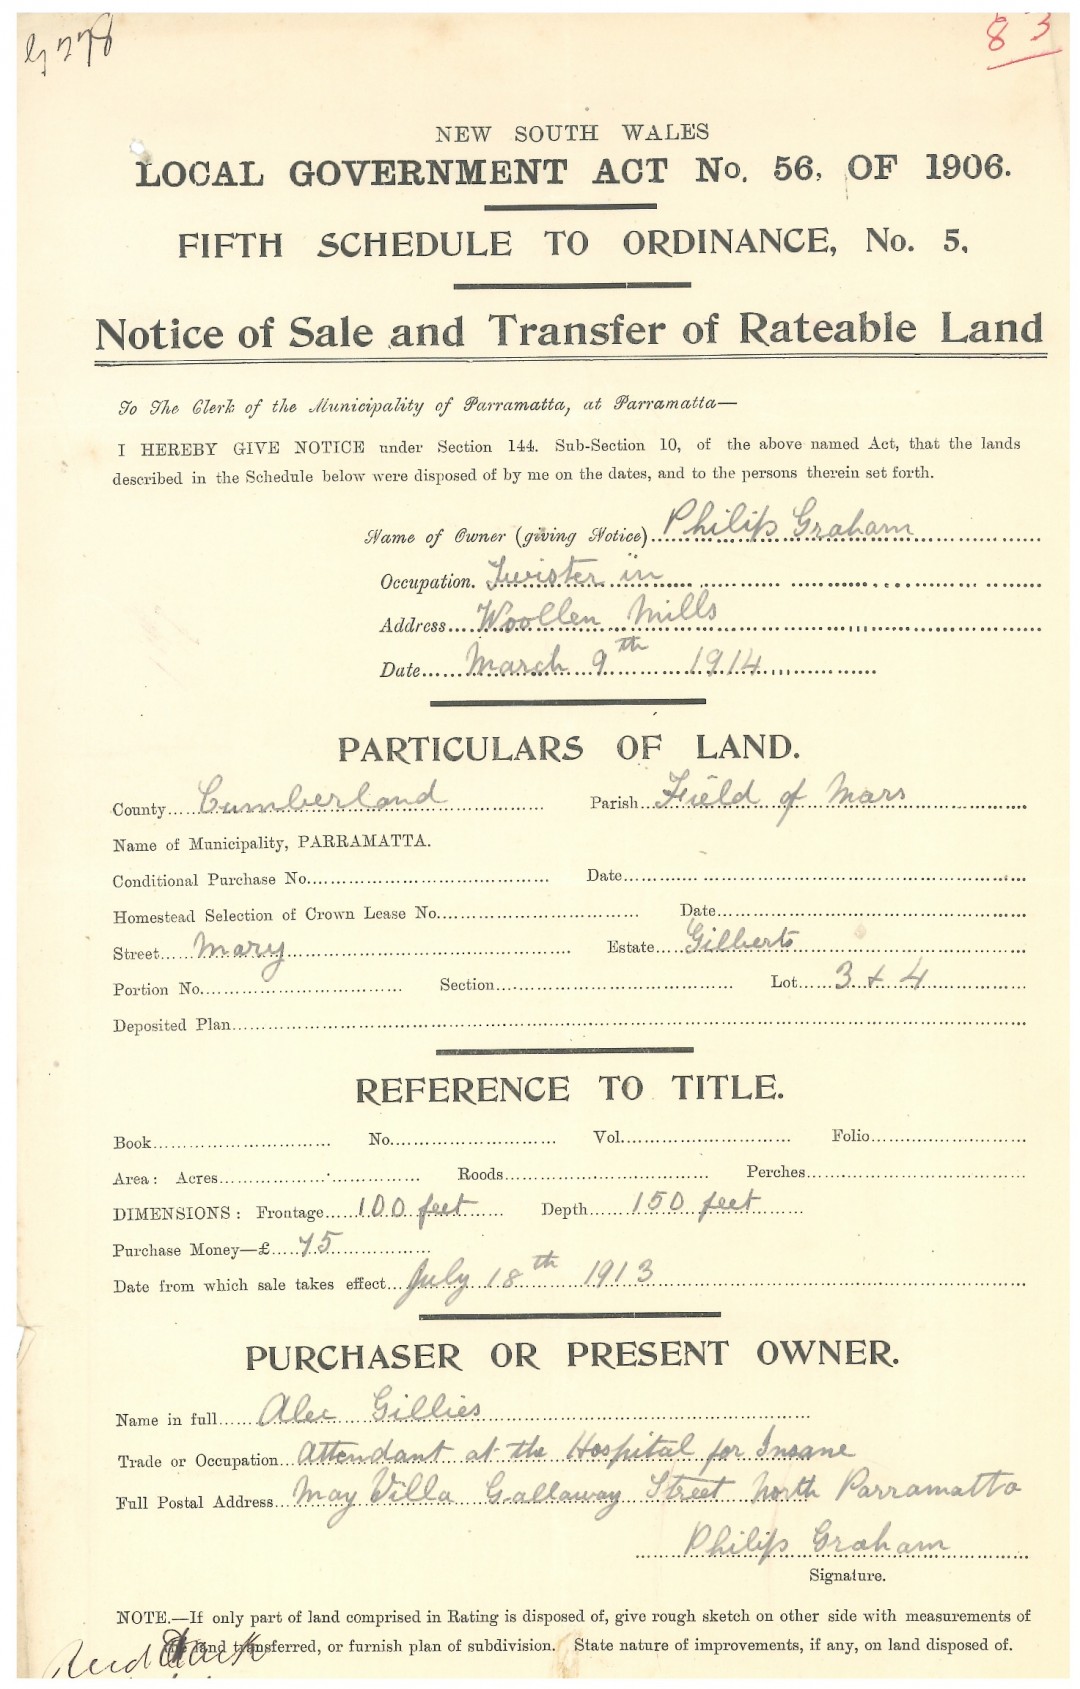 83
NEW SOUTH WALES
LOCAL GOVERNMENT ACT No. 56, OF 1906.
FIFTH SCHEDULE TO ORDINANCE, No. 5.
Notice of Sale and Transfer of Rateable Land
To The Clerk of the Municipality of Parramatta, at Parramatta—
I HEREBY GIVE NOTICE under Section 144. Sub-Section 10, of the above named Act, that the lands
described in the Schedule below were disposed of by me on the dates, and to the persons therein set forth.
Name of Owner (giving Notice) Philip Graham
Occupation. Twister in
Address Woollen Mills
Date March 9th 1914
PARTICULARS OF LAND.
County Cumberland Parish Field of Mars
Name of Municipality, PARRAMATTA.
Conditional Purchase No. Date
Homestead Selection of Crown Lease No. Date
Street Mary Estate Gilberts
Portion No. Section Lot 3 & 4
Deposited Plan
REFERENCE TO TITLE.
Book No. Vol. Folio
Area: Acres Roods Perches
DIMENSIONS: Frontage 100 feet Depth 150 feet
Purchase Money—£ 75
Date from which sale takes effect July 18th 1913
PURCHASER OR PRESENT OWNER.
Name in full Alec Gillies
Trade or Occupation Attendant at the Hospital for Insane
Full Postal Address May Villa Gallaway Street North Parramatta
Philip Graham
Signature.
NOTE.—If only part of land comprised in Rating is disposed of, give rough sketch on other side with measurements of
the land transferred, or furnish plan of subdivision. State nature of improvements, if any, on land disposed of.